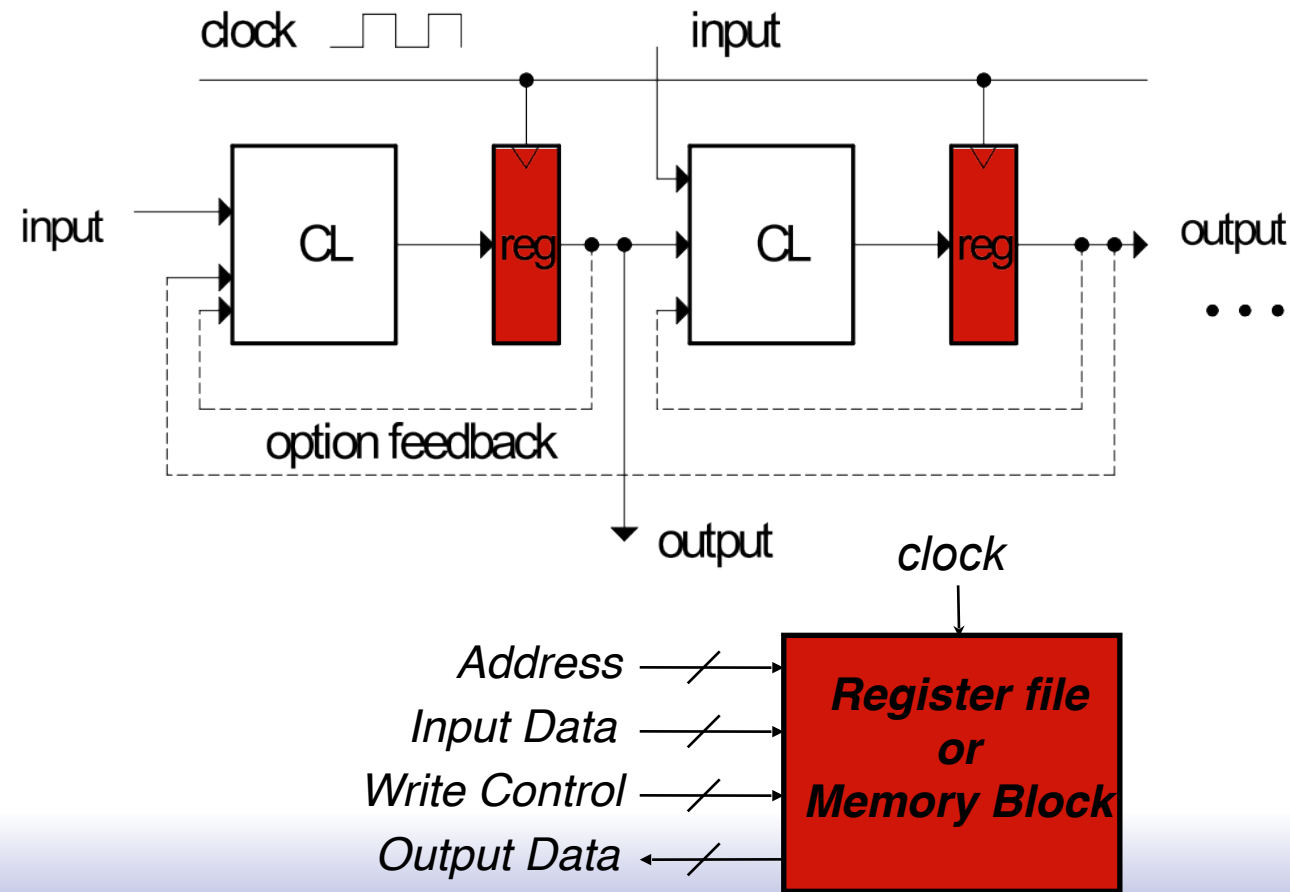 clock
input
input
CL
reg
CL
reg
output
• • •
option feedback
output
clock
Address
Input Data
Write Control
Output Data
Register file
or
Memory Block